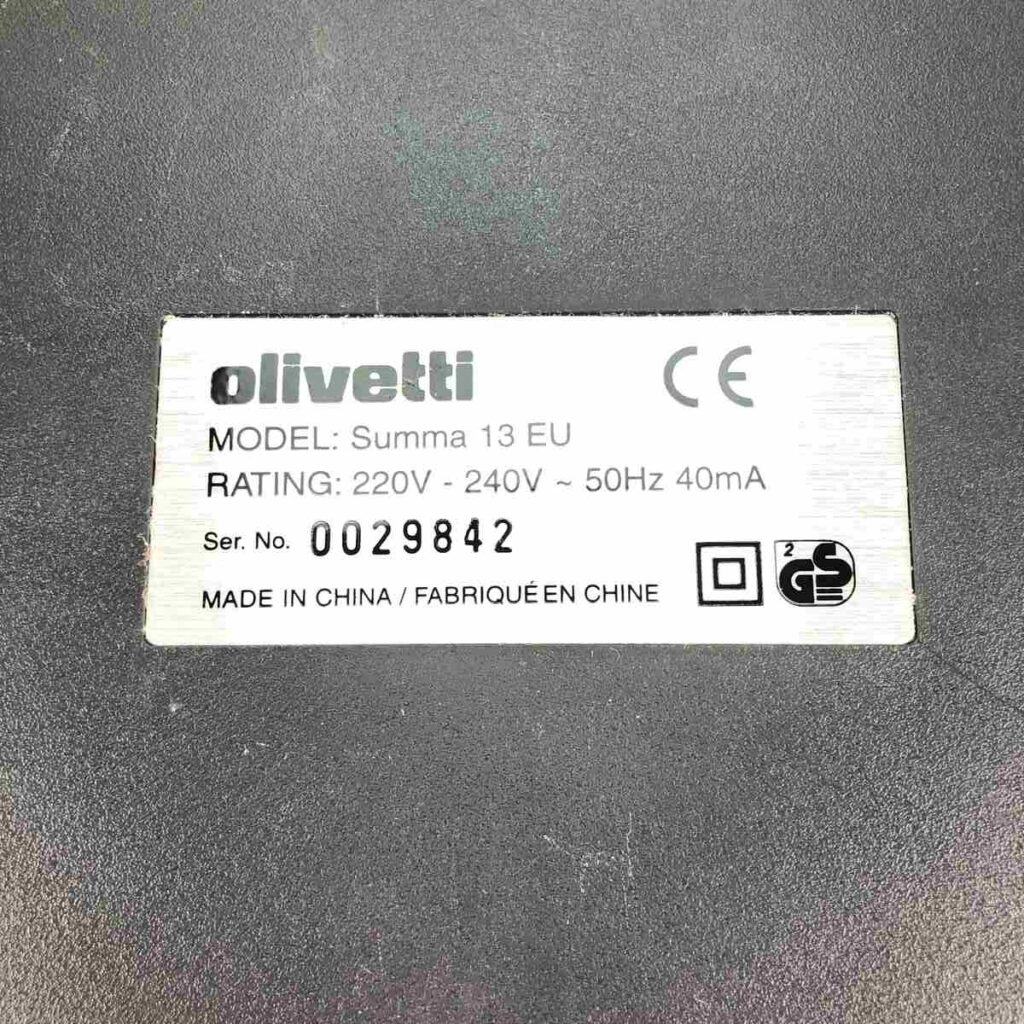 olivetti CE
MODEL: Summa 13 EU
RATING: 220V - 240V ~ 50Hz 40mA
Ser. No. 0029842
2 GS
MADE IN CHINA / FABRIQUÉ EN CHINE